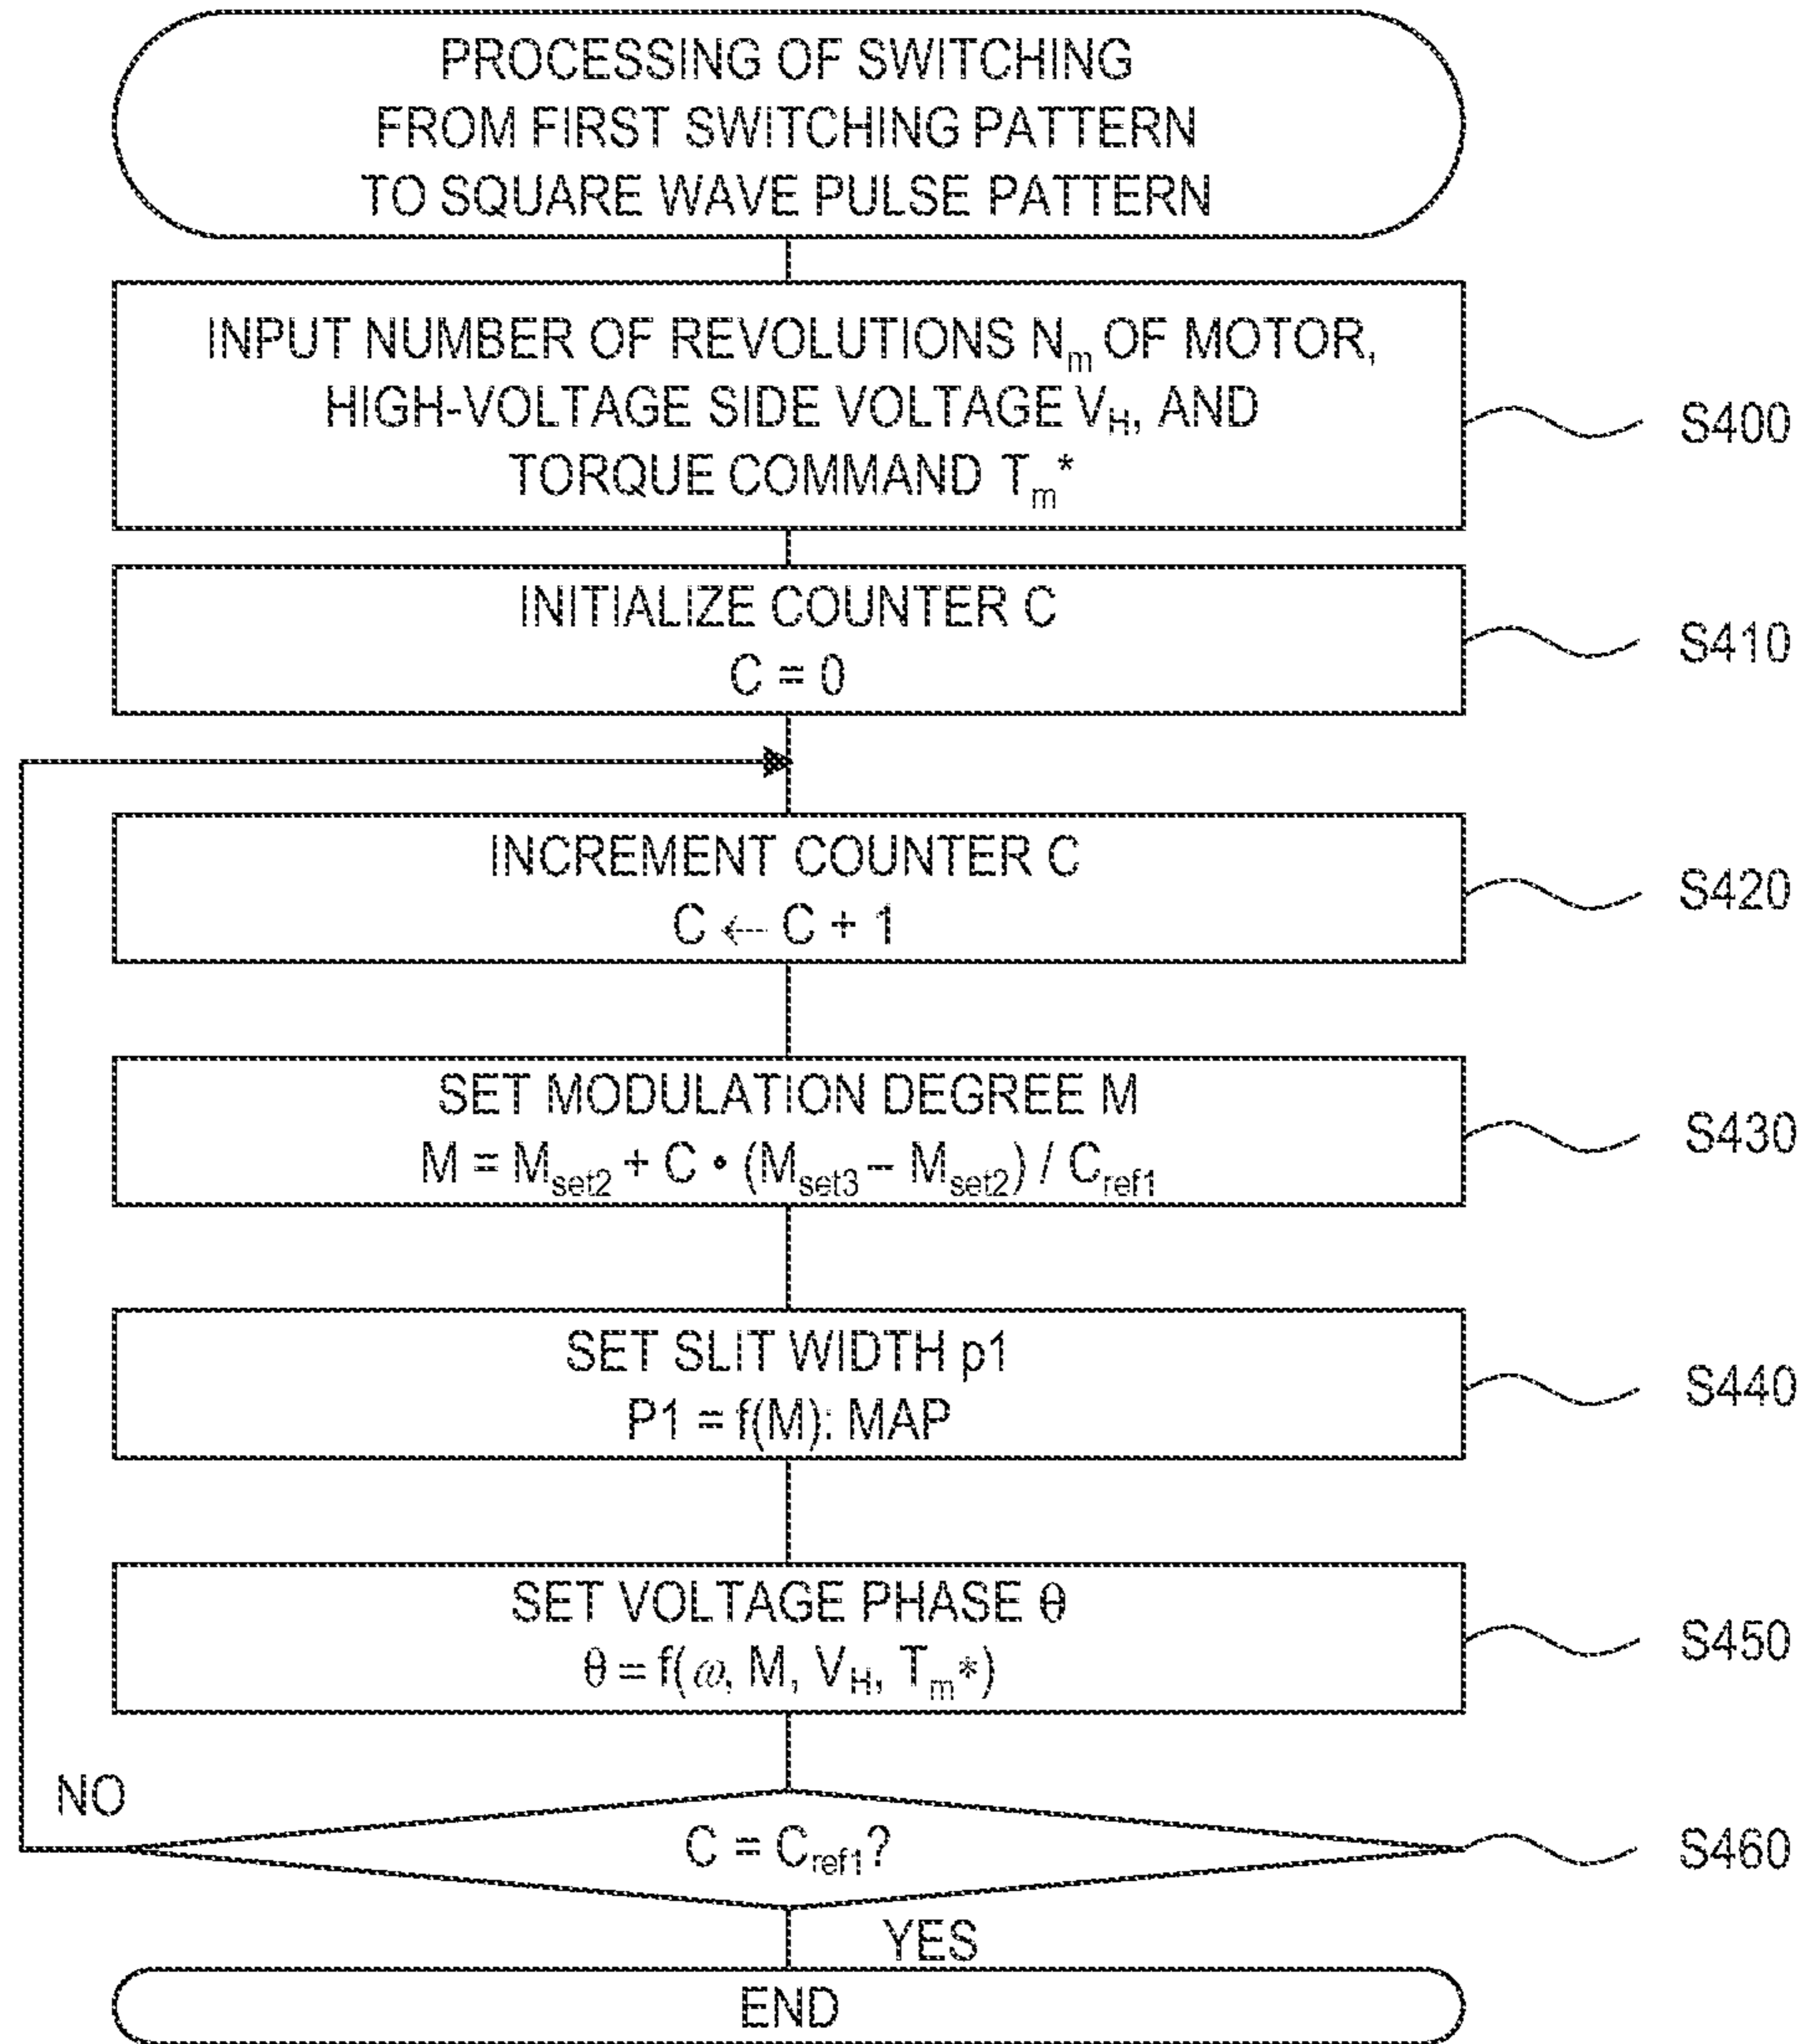 PROCESSING OF SWITCHING
FROM FIRST SWITCHING PATTERN
TO SQUARE WAVE PULSE PATTERN
INPUT NUMBER OF REVOLUTIONS Nm OF MOTOR,
HIGH-VOLTAGE SIDE VOLTAGE VH, AND
TORQUE COMMAND Tm*
S400
INITIALIZE COUNTER C
C = 0
S410
INCREMENT COUNTER C
C ← C + 1
S420
SET MODULATION DEGREE M
M = Mset2 + C • (Mset3 – Mset2) / Cref1
S430
SET SLIT WIDTH p1
P1 = f(M): MAP
S440
SET VOLTAGE PHASE θ
θ = f(ω, M, VH, Tm*)
S450
NO
C = Cref1?
S460
YES
END